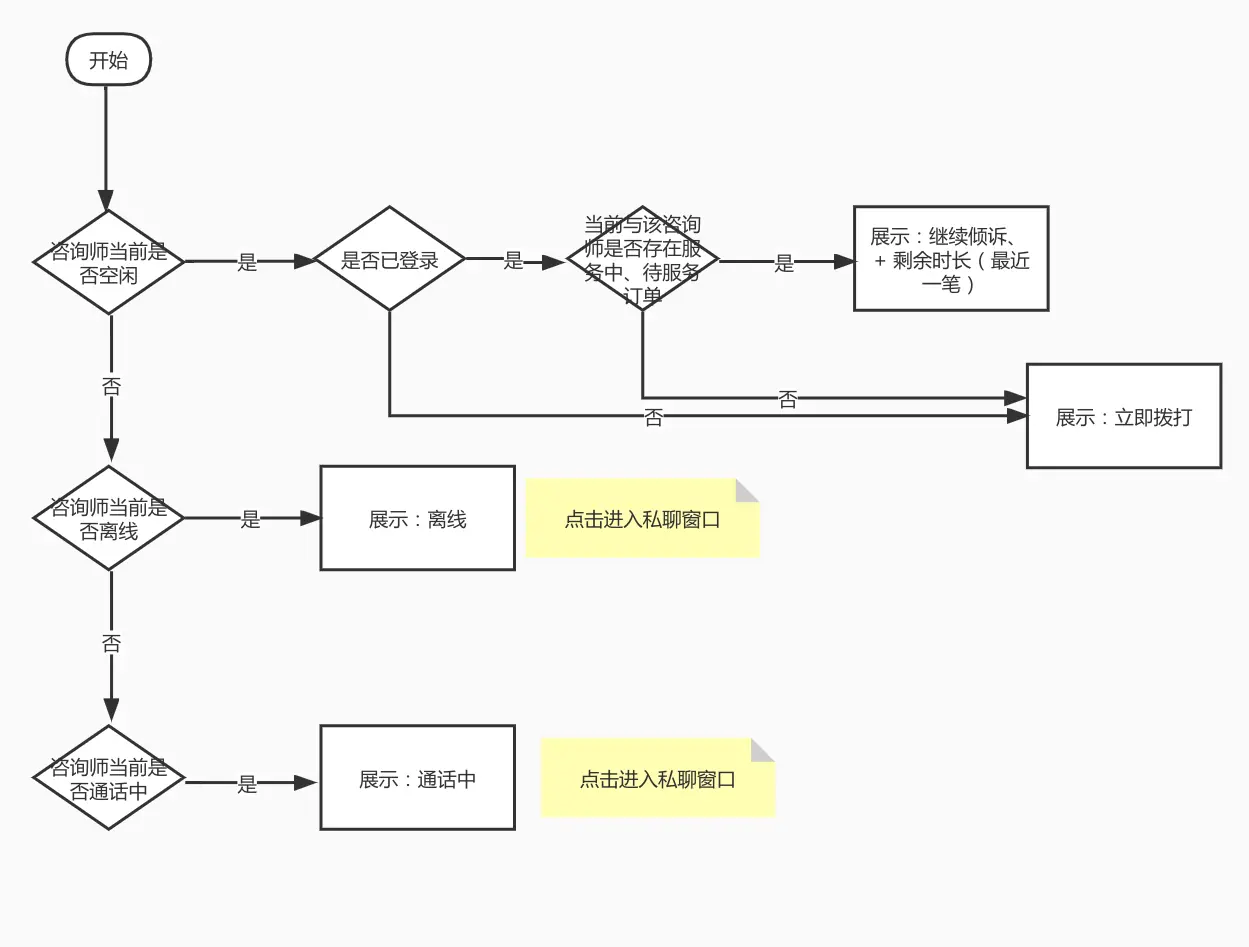 开始
咨询师当前是
否空闲
是
是否已登录
是
当前与该咨询
师是否存在服
务中、待服务
订单
是
展示：继续倾诉、
+ 剩余时长（最近
一笔）
否
否
否
展示：立即拨打
咨询师当前是
否离线
是
展示：离线
点击进入私聊窗口
否
咨询师当前是
否通话中
是
展示：通话中
点击进入私聊窗口